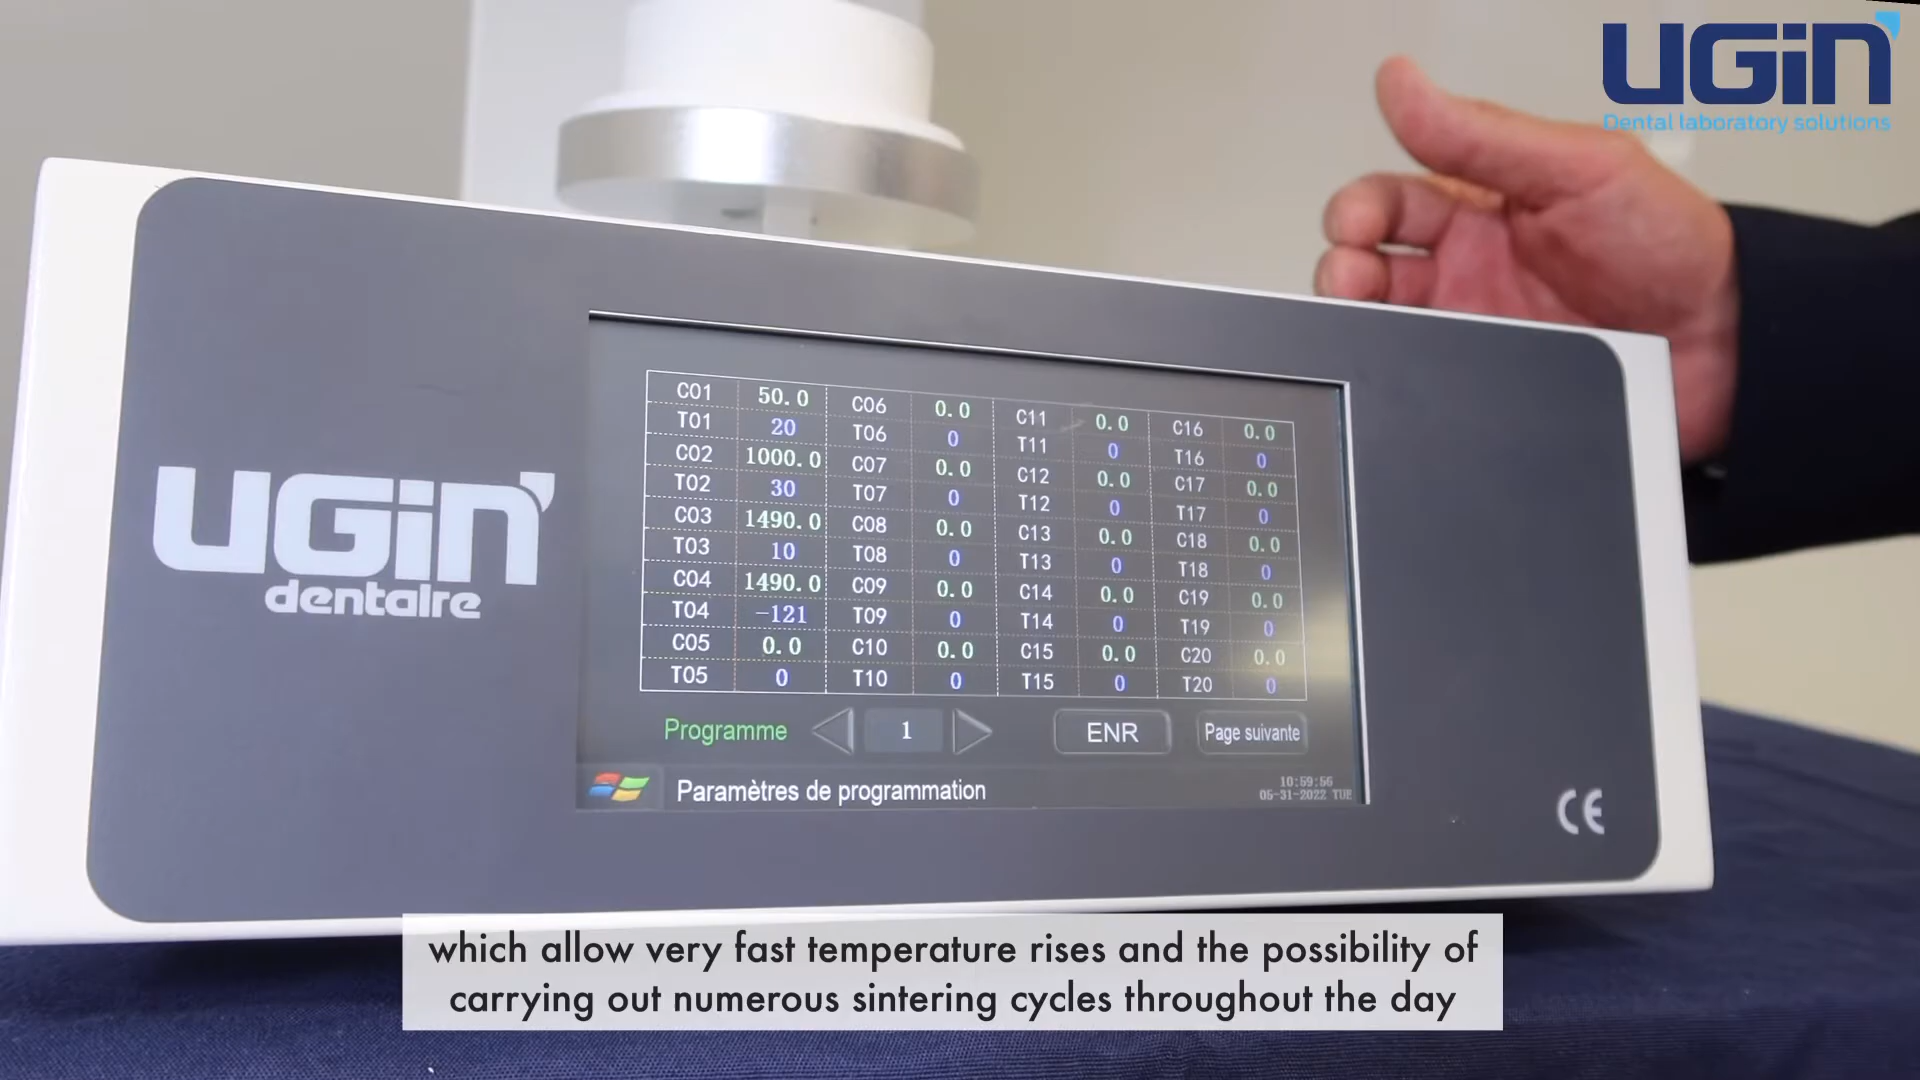 UGiN
Dental laboratory solutions
UGiN
dentaire
C01 50.0 C06 0.0 C11 0.0 C16 0.0
T01 20 T06 0 T11 0 T16 0
C02 1000.0 C07 0.0 C12 0.0 C17 0.0
T02 30 T07 0 T12 0 T17 0
C03 1490.0 C08 0.0 C13 0.0 C18 0.0
T03 10 T08 0 T13 0 T18 0
C04 1490.0 C09 0.0 C14 0.0 C19 0.0
T04 -121 T09 0 T14 0 T19 0
C05 0.0 C10 0.0 C15 0.0 C20 0.0
T05 0 T10 0 T15 0 T20 0
Programme 1 ENR Page suivante
Paramètres de programmation
10:59:56
05-31-2022 TUE
CE
which allow very fast temperature rises and the possibility of
carrying out numerous sintering cycles throughout the day